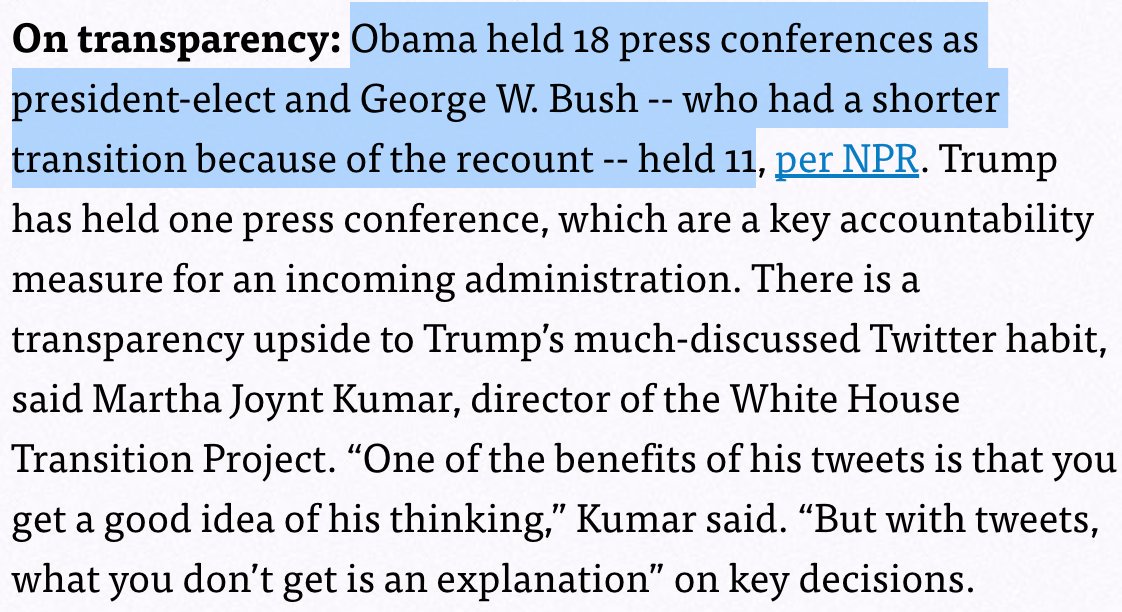 On transparency: Obama held 18 press conferences as
president-elect and George W. Bush -- who had a shorter
transition because of the recount -- held 11, per NPR. Trump
has held one press conference, which are a key accountability
measure for an incoming administration. There is a
transparency upside to Trump’s much-discussed Twitter habit,
said Martha Joynt Kumar, director of the White House
Transition Project. “One of the benefits of his tweets is that you
get a good idea of his thinking,” Kumar said. “But with tweets,
what you don’t get is an explanation” on key decisions.